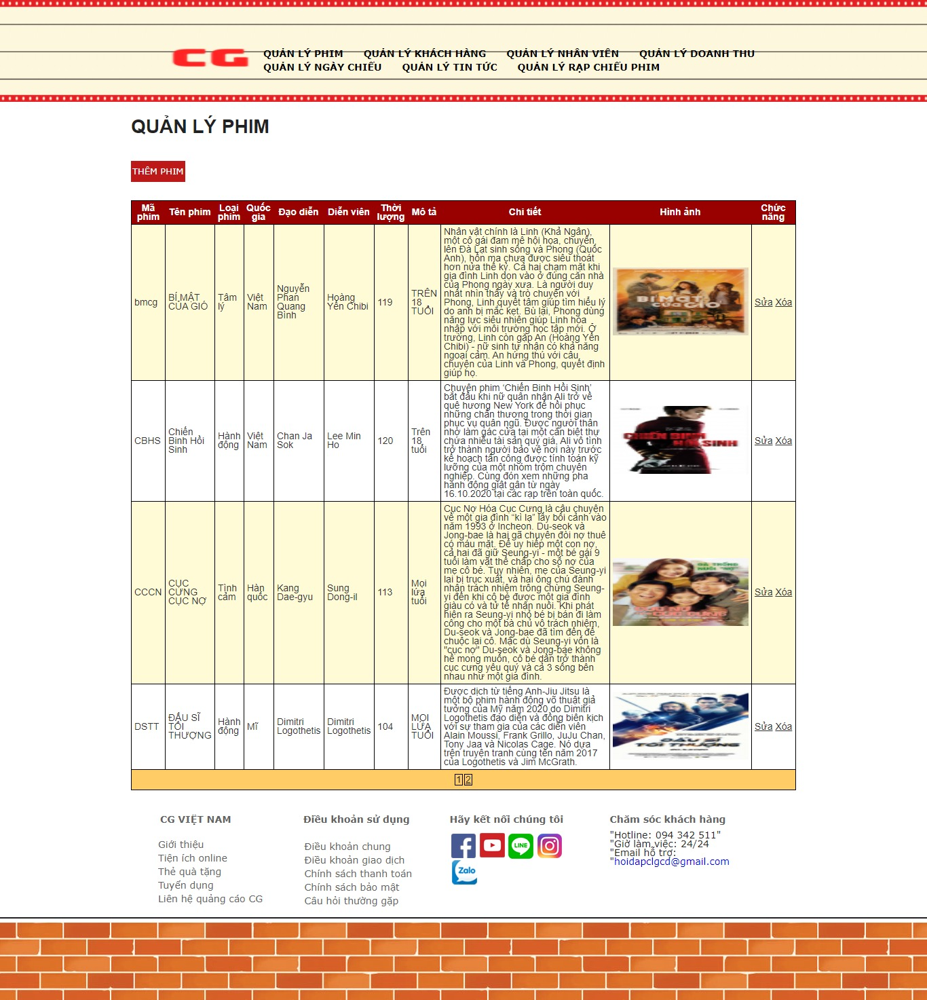 CG
QUẢN LÝ PHIM QUẢN LÝ KHÁCH HÀNG QUẢN LÝ NHÂN VIÊN QUẢN LÝ DOANH THU
QUẢN LÝ NGÀY CHIẾU QUẢN LÝ TIN TỨC QUẢN LÝ RẠP CHIẾU PHIM
QUẢN LÝ PHIM
THÊM PHIM
Mã phim Tên phim Loại phim Quốc gia Đạo diễn Diễn viên Thời lượng Mô tả Chi tiết Hình ảnh Chức năng
bmcg
BÍ MẬT
CỦA GIÓ
Tâm
lý
Việt
Nam
Nguyễn
Phan
Quang
Bình
Hoàng
Yến Chibi
119
TRÊN
18
TUỔI
Nhân vật chính là Linh (Khả Ngân),
một cô gái đam mê hội họa, chuyển
lên Đà Lạt sinh sống và Phong (Quốc
Anh), hồn ma chưa được siêu thoát
hơn nửa thế kỷ. Cả hai chạm mặt khi
gia đình Linh dọn vào ở đúng căn nhà
của Phong ngày xưa. Là người duy
nhất nhìn thấy và trò chuyện với
Phong, Linh quyết tâm giúp tìm hiểu lý
do anh bị mắc kẹt. Bù lại, Phong dùng
năng lực siêu nhiên giúp Linh hòa
nhập với môi trường học tập mới. Ở
trường, Linh còn gặp An (Hoàng Yến
Chibi) - nữ sinh tự nhận có khả năng
ngoại cảm. An hứng thú với câu
chuyện của Linh và Phong, quyết định
giúp họ.
BÍ MẬT
CỦA GIÓ
Sửa Xóa
CBHS
Chiến
Binh Hồi
Sinh
Hành
động
Việt
Nam
Chan Ja
Sok
Lee Min
Ho
120
Trên
18
tuổi
Chuyện phim ‘Chiến Binh Hồi Sinh’
bắt đầu khi nữ quân nhân Ali trở về
quê hương New York để hồi phục
những chấn thương trong thời gian
phục vụ quân ngũ. Được người thân
nhờ làm gác cửa tại một căn biệt thự
chứa nhiều tài sản quý giá, Ali vô tình
trở thành người bảo vệ nơi này trước
kế hoạch tấn công được tính toán kỹ
lưỡng của một nhóm trộm chuyên
nghiệp. Cùng đón xem những pha
hành động giật gân từ ngày
16.10.2020 tại các rạp trên toàn quốc.
CHIẾN BINH
HỒI SINH
Sửa Xóa
CCCN
CỤC
CƯNG
CỤC NỢ
Tình
cảm
Hàn
quốc
Kang
Dae-gyu
Sung
Dong-il
113
Mọi
lứa
tuổi
Cục Nợ Hóa Cục Cưng là câu chuyện
về một gia đình “kì lạ” lấy bối cảnh vào
năm 1993 ở Incheon. Du-seok và
Jong-bae là hai gã chuyên đòi nợ thuê
có máu mặt. Để uy hiếp một con nợ,
cả hai đã giữ Seung-yi - một bé gái 9
tuổi làm vật thế chấp cho số nợ của
mẹ cô bé. Tuy nhiên, mẹ của Seung-yi
lại bị trục xuất, và hai ông chú đành
nhận trách nhiệm trông chừng Seung-
yi đến khi cô bé được một gia đình
giàu có và tử tế nhận nuôi. Khi phát
hiện ra Seung-yi nhỏ bé bị bán đi làm
công cho một bà chủ vô trách nhiệm,
Du-seok và Jong-bae đã tìm đến để
chuộc lại cô. Mặc dù Seung-yi vốn là
"cục nợ" Du-seok và Jong-bae không
hề mong muốn, cô bé dần trở thành
cục cưng yêu quý và cả 3 sống bên
nhau như một gia đình.
Sửa Xóa
DSTT
ĐẤU SĨ
TỐI
THƯỢNG
Hành
động
Mĩ
Dimitri
Logothetis
Dimitri
Logothetis
104
MỌI
LỨA
TUỔI
Được dịch từ tiếng Anh-Jiu Jitsu là
một bộ phim hành động võ thuật giả
tưởng của Mỹ năm 2020 do Dimitri
Logothetis đạo diễn và đồng biên kịch
với sự tham gia của các diễn viên
Alain Moussi, Frank Grillo, JuJu Chan,
Tony Jaa và Nicolas Cage. Nó dựa
trên truyện tranh cùng tên năm 2017
của Logothetis và Jim McGrath.
ĐẤU SĨ
TỐI THƯỢNG
Sửa Xóa
1 2
CG VIỆT NAM
Giới thiệu
Tiện ích online
Thẻ quà tặng
Tuyển dụng
Liên hệ quảng cáo CG
Điều khoản sử dụng
Điều khoản chung
Điều khoản giao dịch
Chính sách thanh toán
Chính sách bảo mật
Câu hỏi thường gặp
Hãy kết nối chúng tôi
LINE
Zalo
Chăm sóc khách hàng
"Hotline: 094 342 511"
"Giờ làm việc: 24/24
"Email hỗ trợ:
"hoidapclgcd@gmail.com